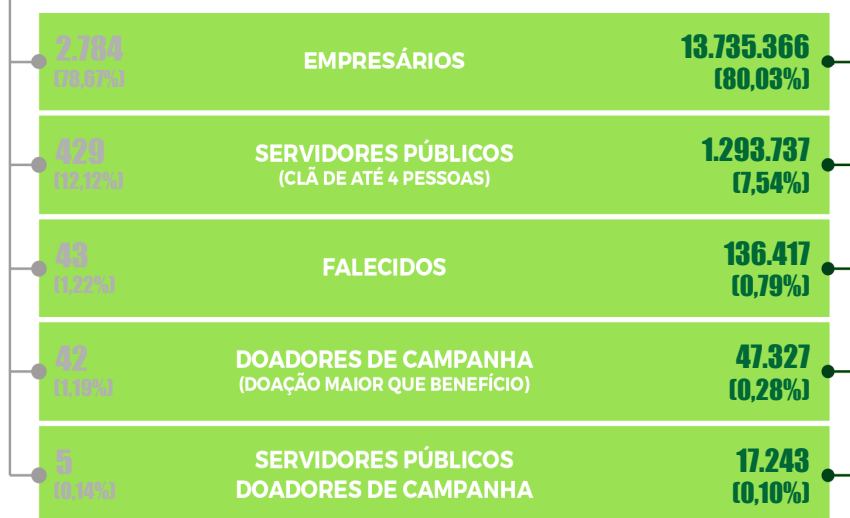 2.784
(78,67%)
EMPRESÁRIOS
13.735.366
(80,03%)
429
(12,12%)
SERVIDORES PÚBLICOS
(CLÃ DE ATÉ 4 PESSOAS)
1.293.737
(7,54%)
43
(1,22%)
FALECIDOS
136.417
(0,79%)
42
(1,19%)
DOADORES DE CAMPANHA
(DOAÇÃO MAIOR QUE BENEFÍCIO)
47.327
(0,28%)
5
(0,14%)
SERVIDORES PÚBLICOS
DOADORES DE CAMPANHA
17.243
(0,10%)